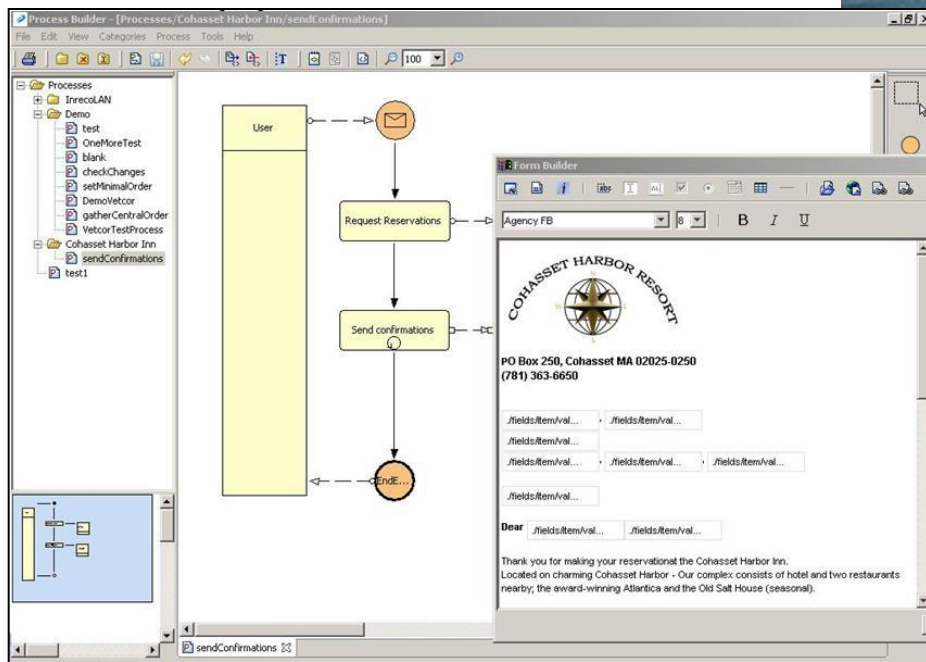 Process Builder - [Processes/Cohasset Harbor Inn/sendConfirmations]
File Edit View Categories Process Tools Help
100
Processes
InrecoLAN
Demo
test
OneMoreTest
blank
checkChanges
setMinimalOrder
DemoVetcor
gatherCentralOrder
VetcorTestProcess
Cohasset Harbor Inn
sendConfirmations
test1
User
Request Reservations
Send confirmations
EndE...
sendConfirmations
Form Builder
Agency FB 8 B I U
COHASSET HARBOR RESORT
PO Box 250, Cohasset MA 02025-0250
(781) 363-6650
./fields/item/val... , ./fields/item/val...
./fields/item/val...
./fields/item/val... , ./fields/item/val... , ./fields/item/val...
./fields/item/val...
Dear ./fields/item/val... ./fields/item/val...
Thank you for making your reservationat the Cohasset Harbor Inn.
Located on charming Cohasset Harbor - Our complex consists of hotel and two restaurants
nearby; the award-winning Atlantica and the Old Salt House (seasonal).